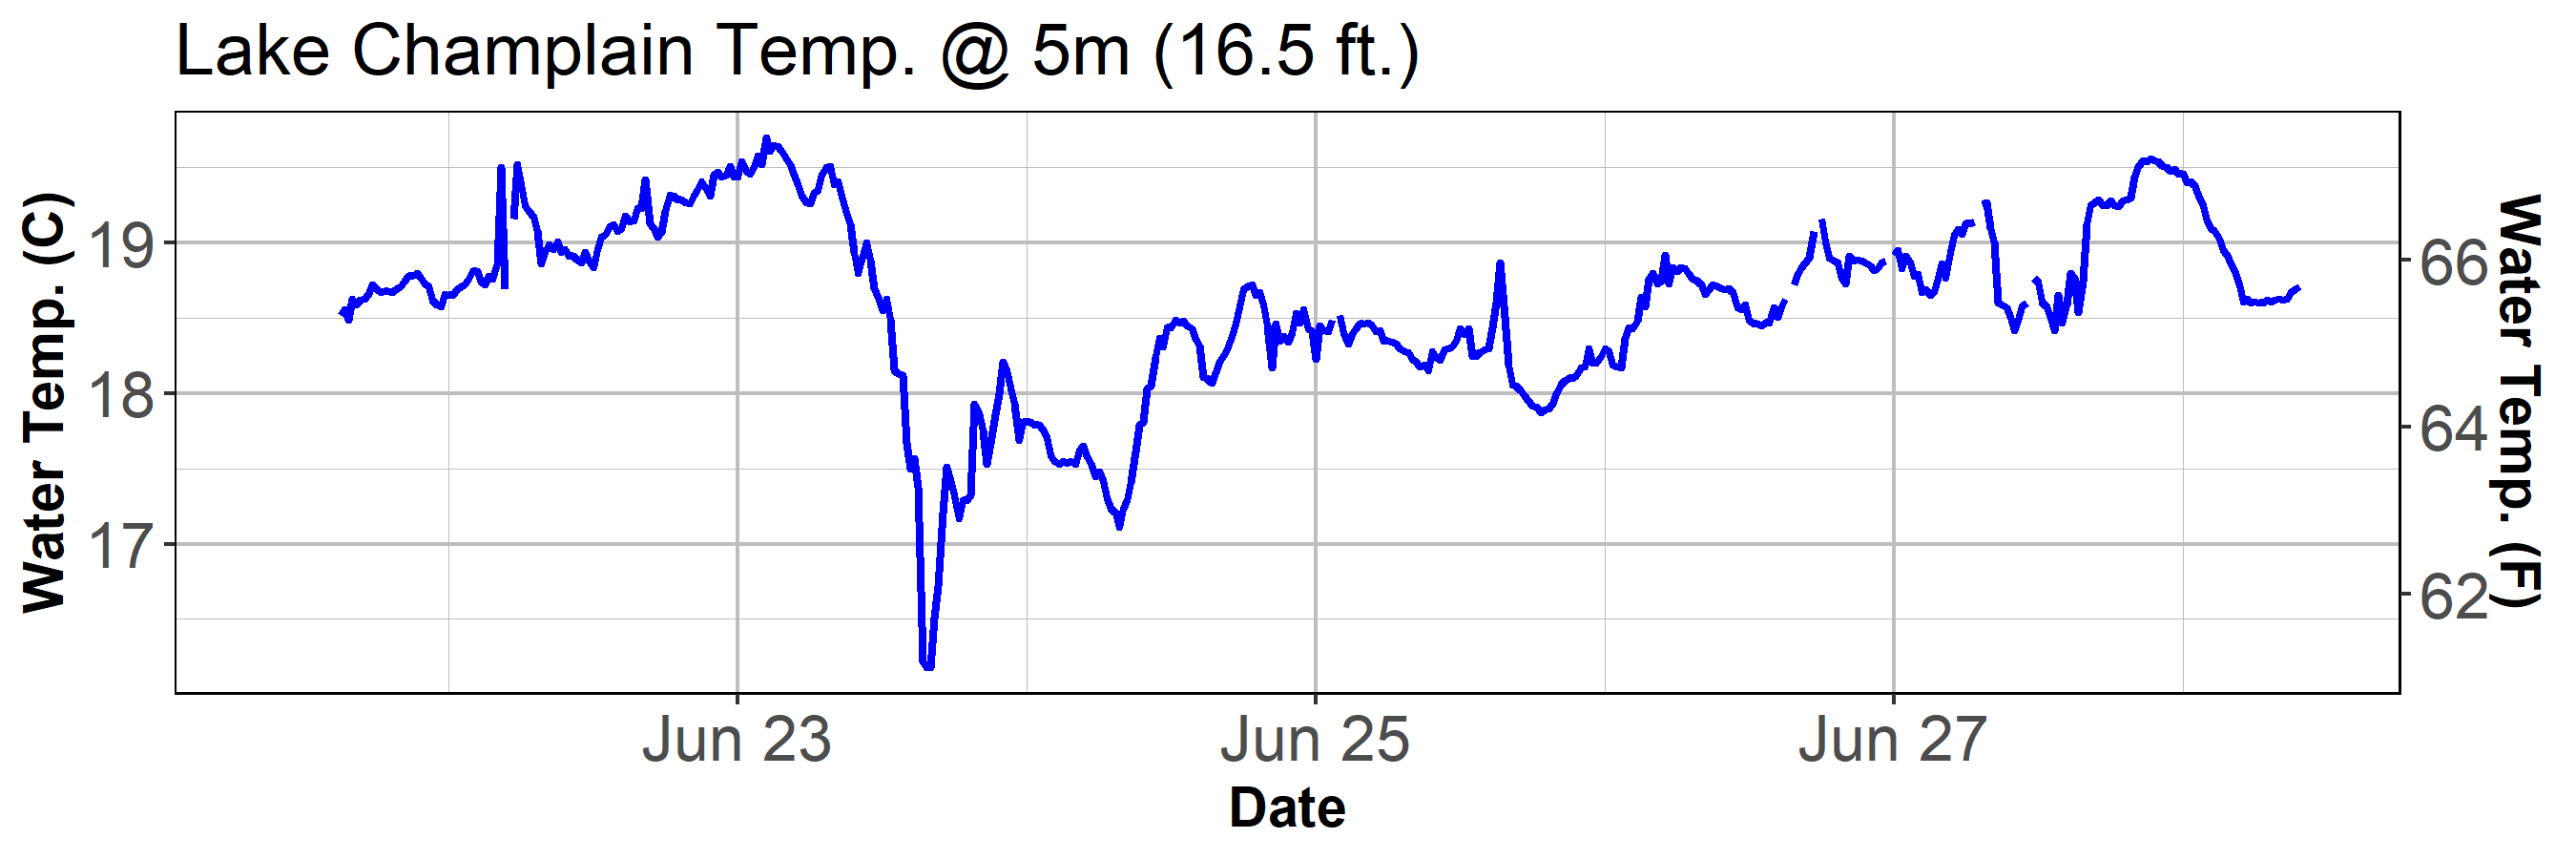 Lake Champlain Temp. @ 5m (16.5 ft.)
Water Temp. (C)
19
18
17
66
64
62
Water Temp. (F)
Jun 23
Jun 25
Jun 27
Date